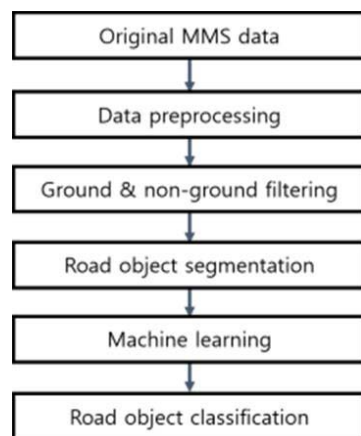 Original MMS data
Data preprocessing
Ground & non-ground filtering
Road object segmentation
Machine learning
Road object classification